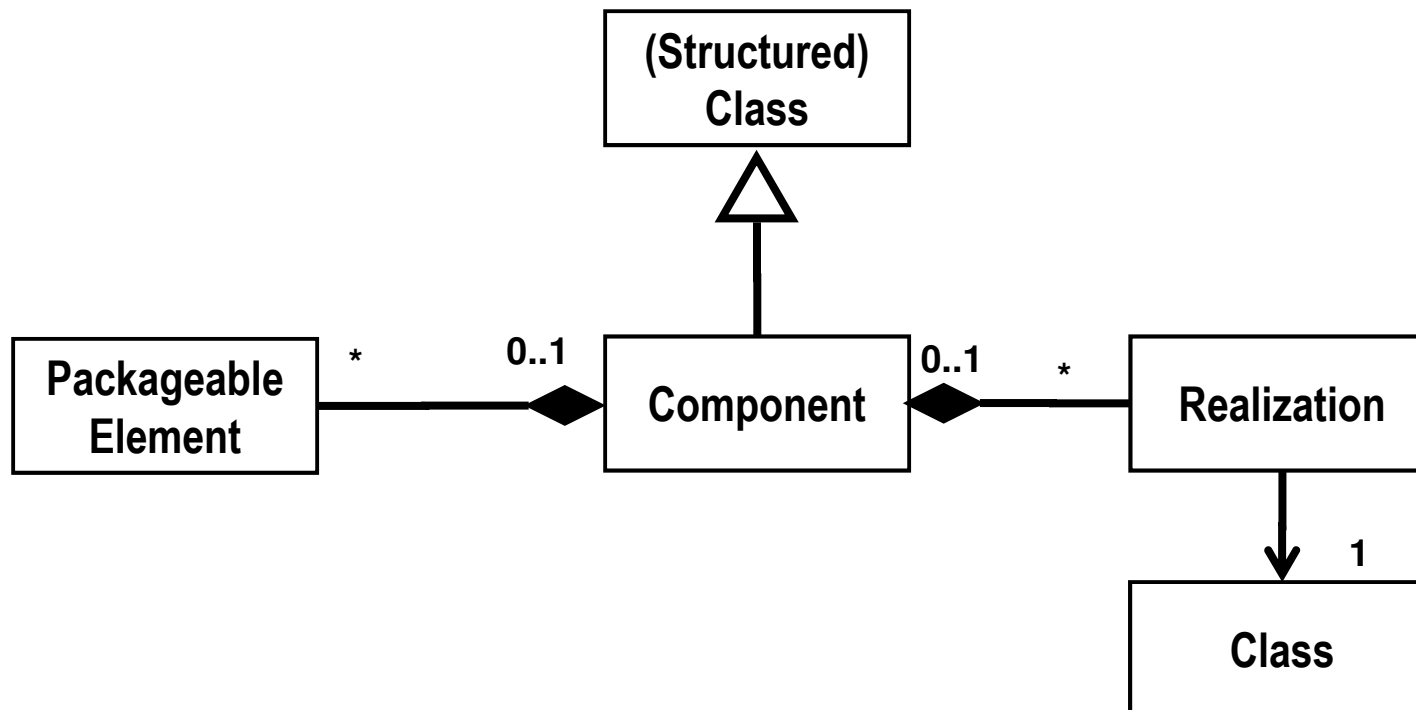 (Structured)
Class
*
0..1
Packageable
Element
Component
0..1
*
Realization
1
Class